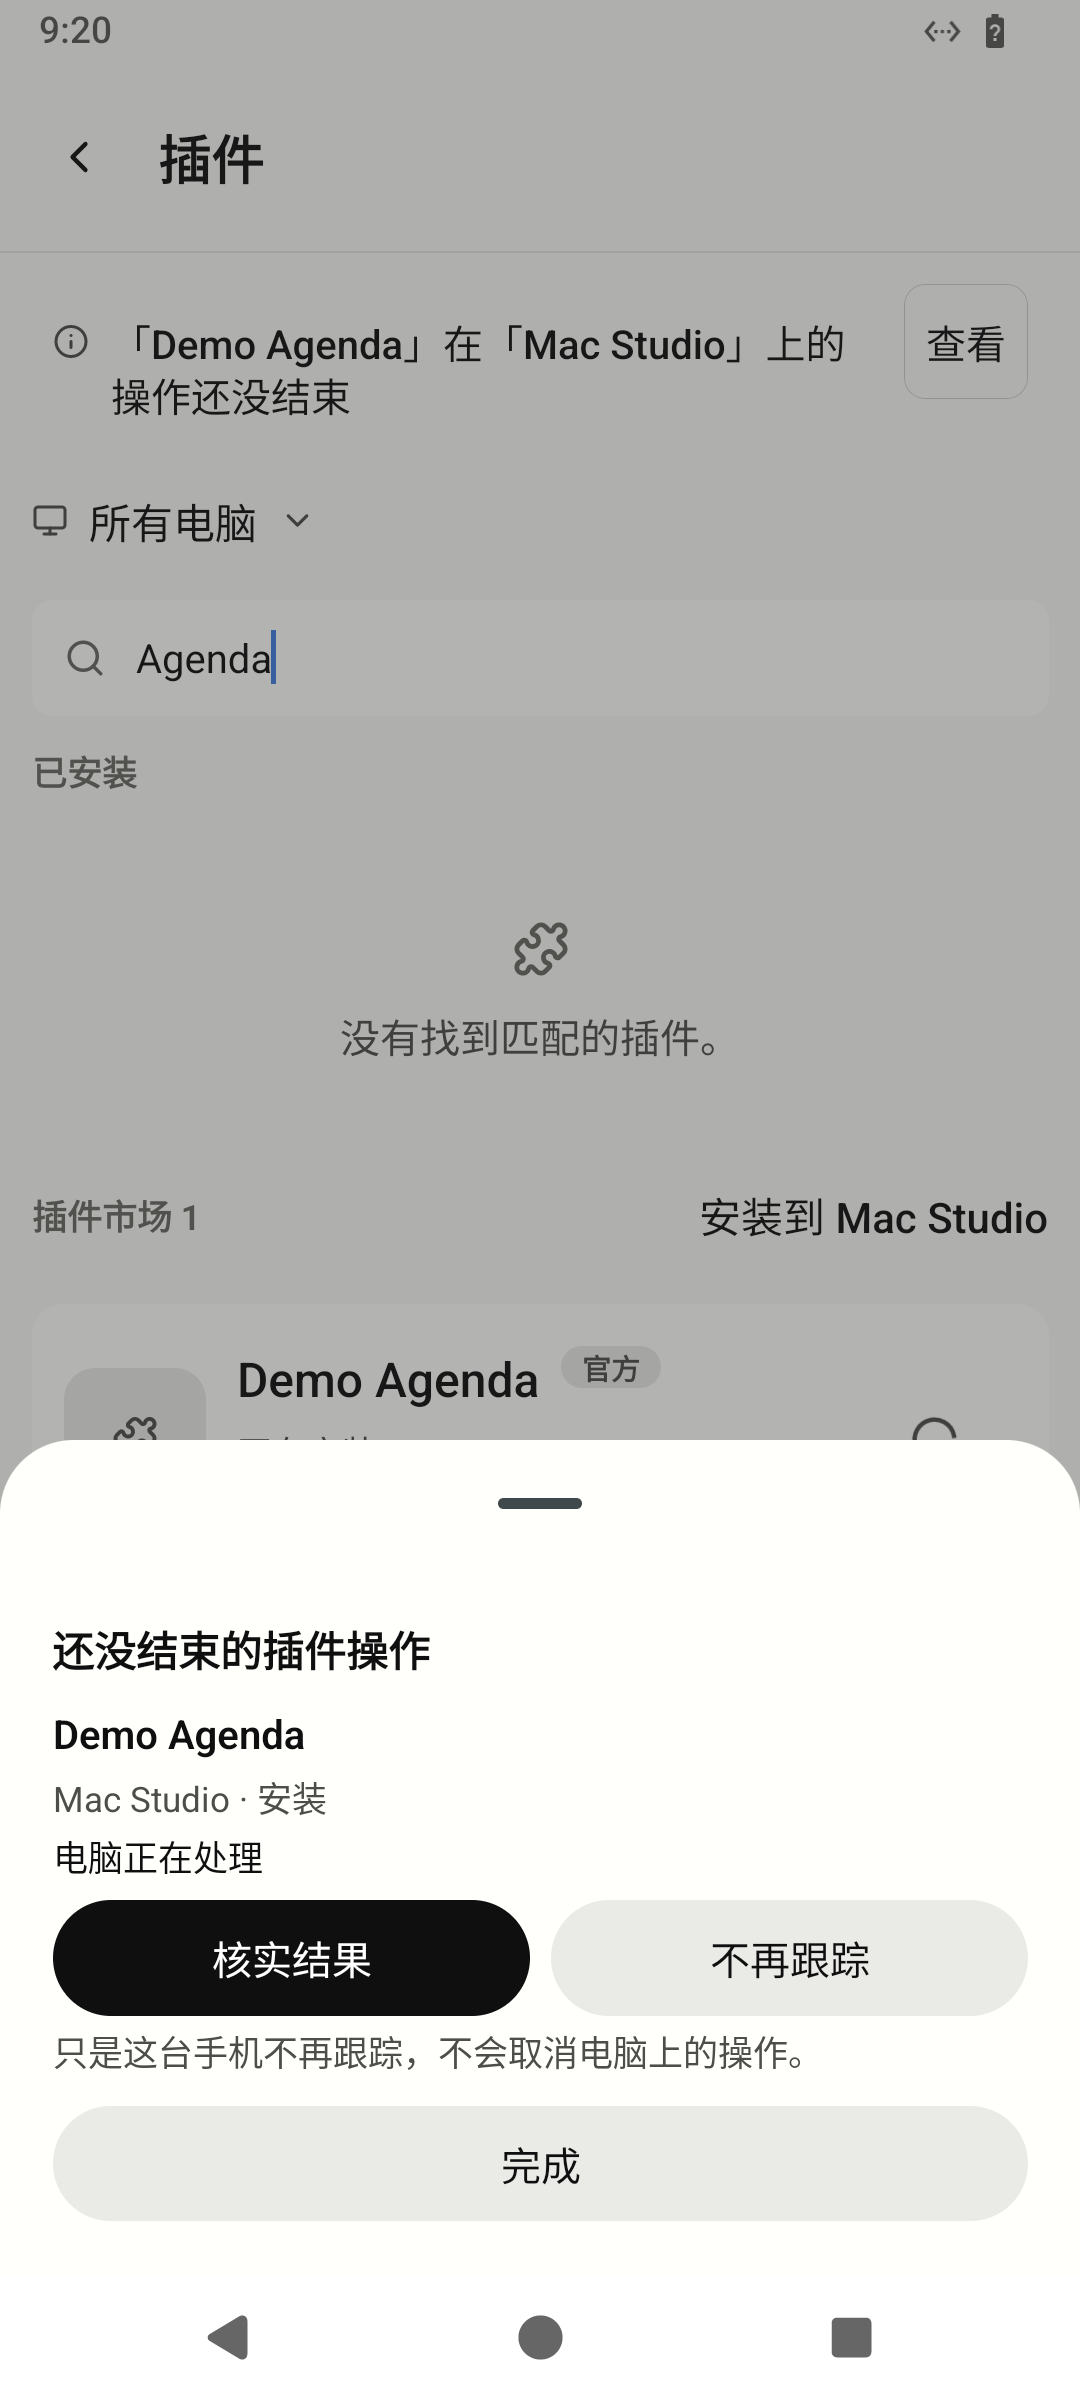 9:20
插件
「Demo Agenda」在「Mac Studio」上的
操作还没结束
查看
所有电脑
Agenda
已安装
没有找到匹配的插件。
插件市场 1
安装到 Mac Studio
Demo Agenda
官方
还没结束的插件操作
Demo Agenda
Mac Studio · 安装
电脑正在处理
核实结果
不再跟踪
只是这台手机不再跟踪，不会取消电脑上的操作。
完成